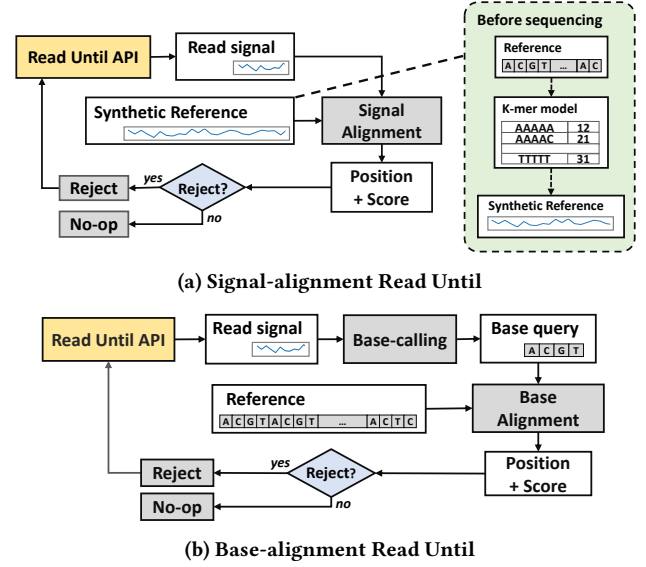 Before sequencing
Read Until API
Read signal
Reference
A C G T ... A C
Synthetic Reference
Signal
Alignment
K-mer model
AAAAA 12
AAAAC 21
TTTTT 31
Reject
yes
Reject?
Position
+ Score
no
No-op
Synthetic Reference
(a) Signal-alignment Read Until
Read Until API
Read signal
Base-calling
Base query
A C G T
Reference
A C G T A C G T ... A C T C
Base
Alignment
Reject
yes
Reject?
Position
+ Score
no
No-op
(b) Base-alignment Read Until